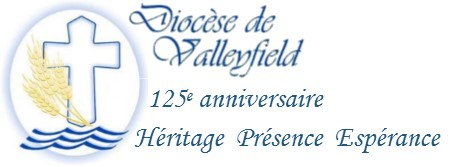 Diocèse de
Valleyfield
125e anniversaire
Héritage Présence Espérance